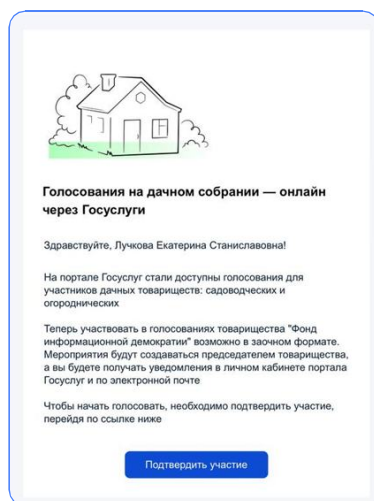 Голосования на дачном собрании — онлайн
через Госуслуги
Здравствуйте, Лучкова Екатерина Станиславовна!
На портале Госуслуг стали доступны голосования для
участников дачных товариществ: садоводческих и
огороднических
Теперь участвовать в голосованиях товарищества "Фонд
информационной демократии" возможно в заочном формате.
Мероприятия будут создаваться председателем товарищества,
а вы будете получать уведомления в личном кабинете портала
Госуслуг и по электронной почте
Чтобы начать голосовать, необходимо подтвердить участие,
перейдя по ссылке ниже
Подтвердить участие